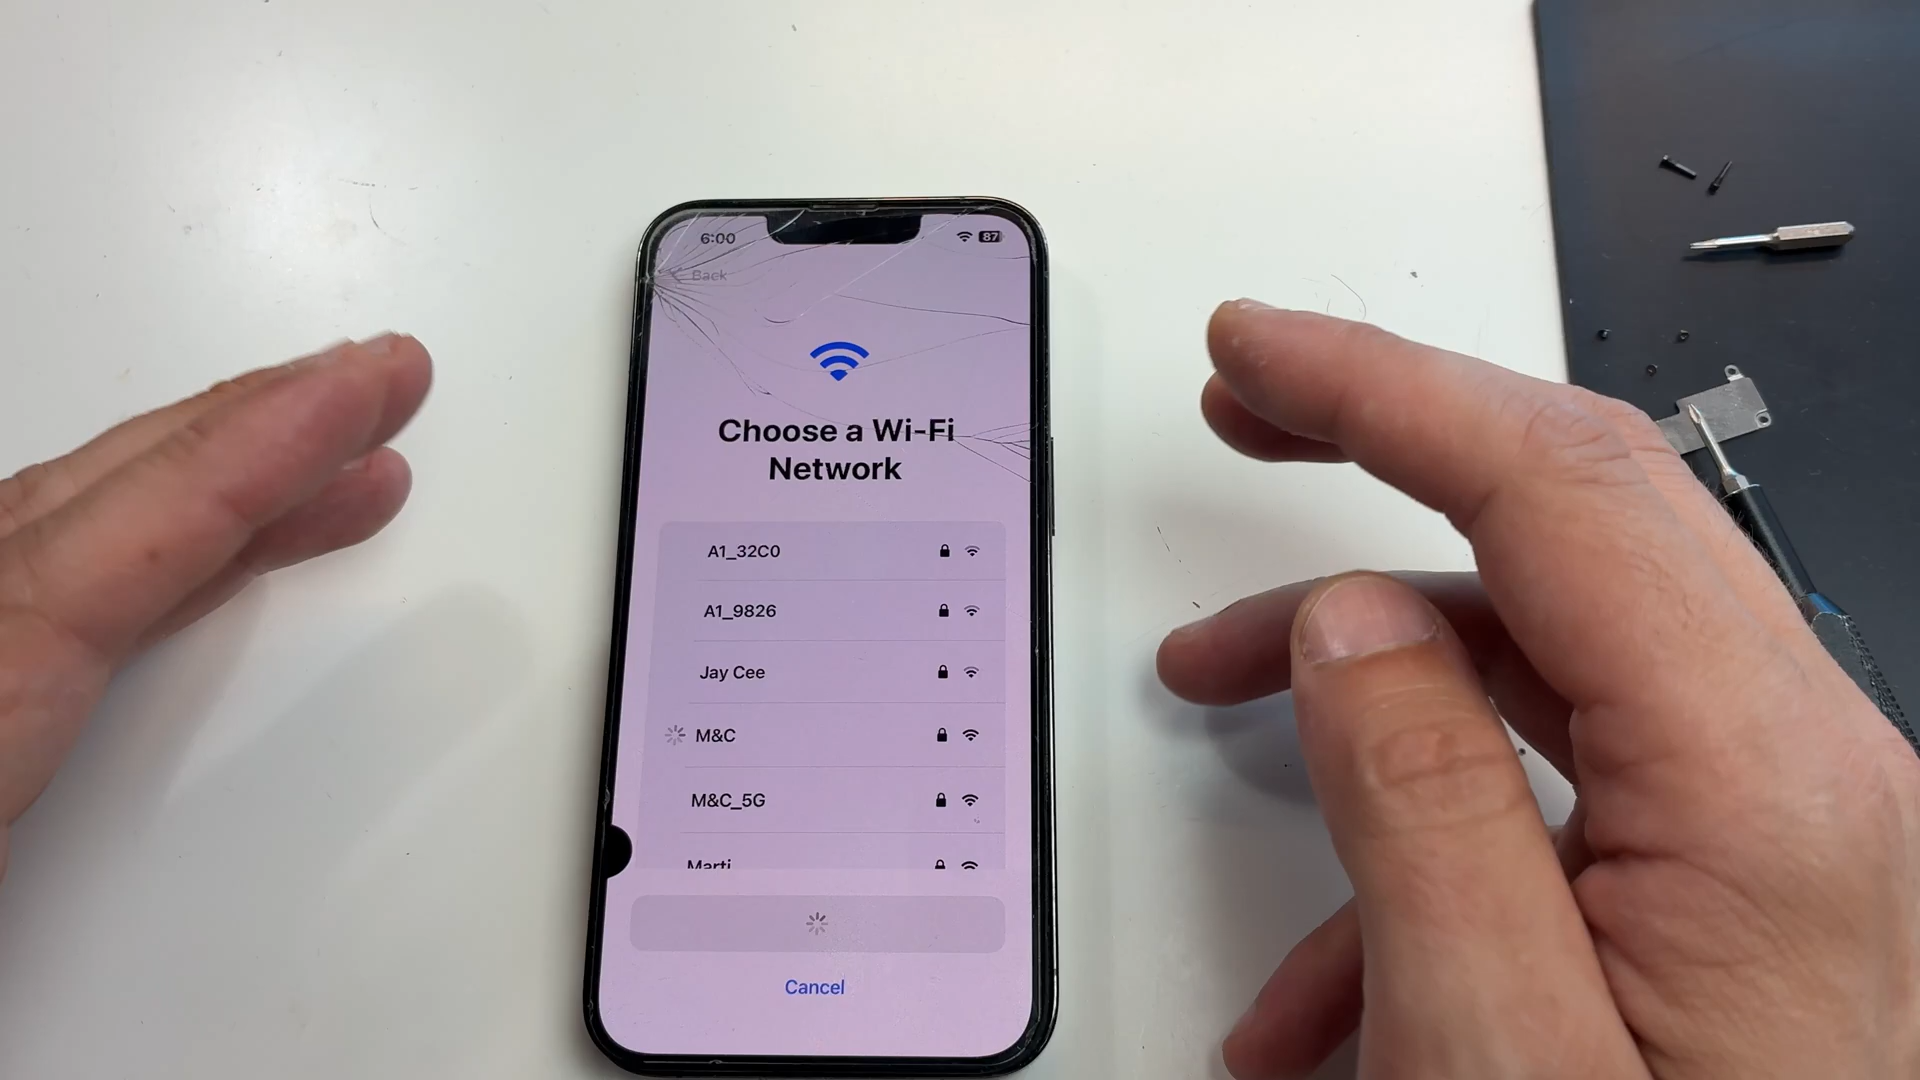 6:00
87
Back
Choose a Wi-Fi
Network
A1_32C0
A1_9826
Jay Cee
M&C
M&C_5G
Marti
Cancel